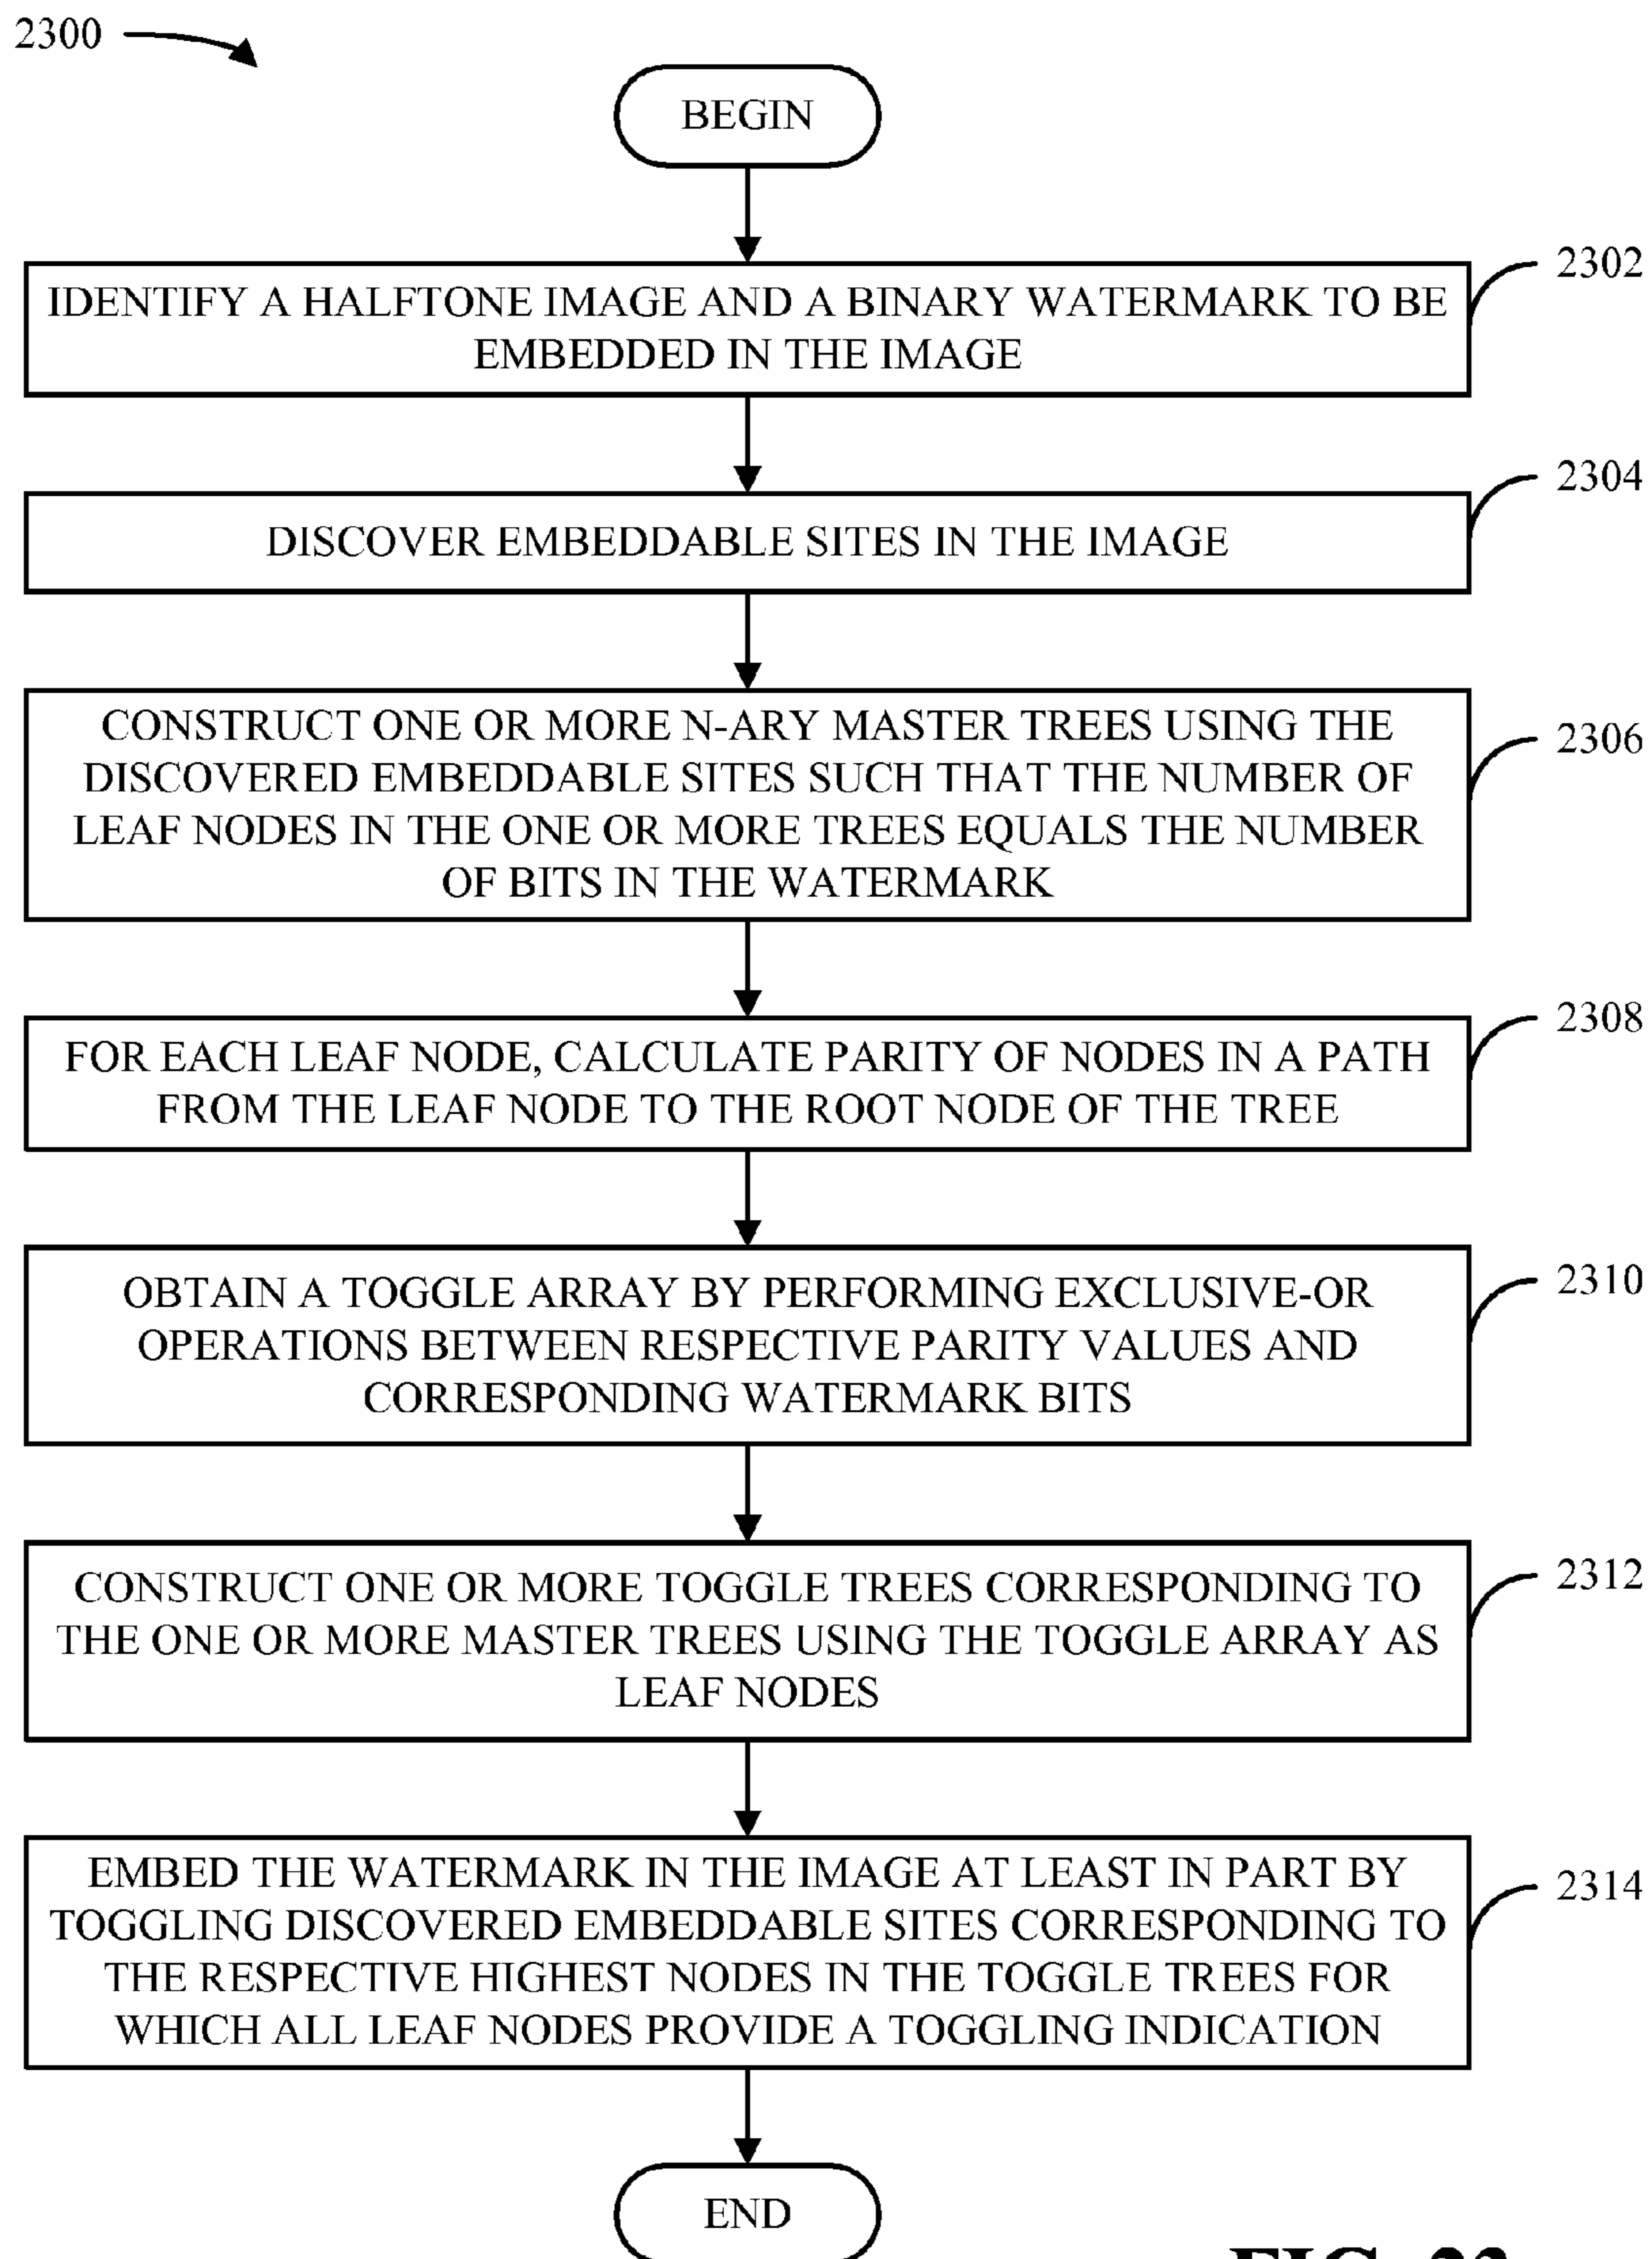 2300
BEGIN
2302
IDENTIFY A HALFTONE IMAGE AND A BINARY WATERMARK TO BE
EMBEDDED IN THE IMAGE
2304
DISCOVER EMBEDDABLE SITES IN THE IMAGE
2306
CONSTRUCT ONE OR MORE N-ARY MASTER TREES USING THE
DISCOVERED EMBEDDABLE SITES SUCH THAT THE NUMBER OF
LEAF NODES IN THE ONE OR MORE TREES EQUALS THE NUMBER
OF BITS IN THE WATERMARK
2308
FOR EACH LEAF NODE, CALCULATE PARITY OF NODES IN A PATH
FROM THE LEAF NODE TO THE ROOT NODE OF THE TREE
2310
OBTAIN A TOGGLE ARRAY BY PERFORMING EXCLUSIVE-OR
OPERATIONS BETWEEN RESPECTIVE PARITY VALUES AND
CORRESPONDING WATERMARK BITS
2312
CONSTRUCT ONE OR MORE TOGGLE TREES CORRESPONDING TO
THE ONE OR MORE MASTER TREES USING THE TOGGLE ARRAY AS
LEAF NODES
2314
EMBED THE WATERMARK IN THE IMAGE AT LEAST IN PART BY
TOGGLING DISCOVERED EMBEDDABLE SITES CORRESPONDING TO
THE RESPECTIVE HIGHEST NODES IN THE TOGGLE TREES FOR
WHICH ALL LEAF NODES PROVIDE A TOGGLING INDICATION
END
FIG. 23